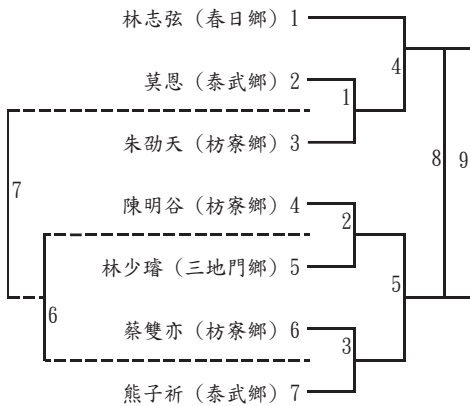 林志弦 (春日鄉) 1
4
莫恩 (泰武鄉) 2
1
朱劭天 (枋寮鄉) 3
8
9
7
陳明谷 (枋寮鄉) 4
2
林少璿 (三地門鄉) 5
5
6
蔡雙亦 (枋寮鄉) 6
3
熊子祈 (泰武鄉) 7